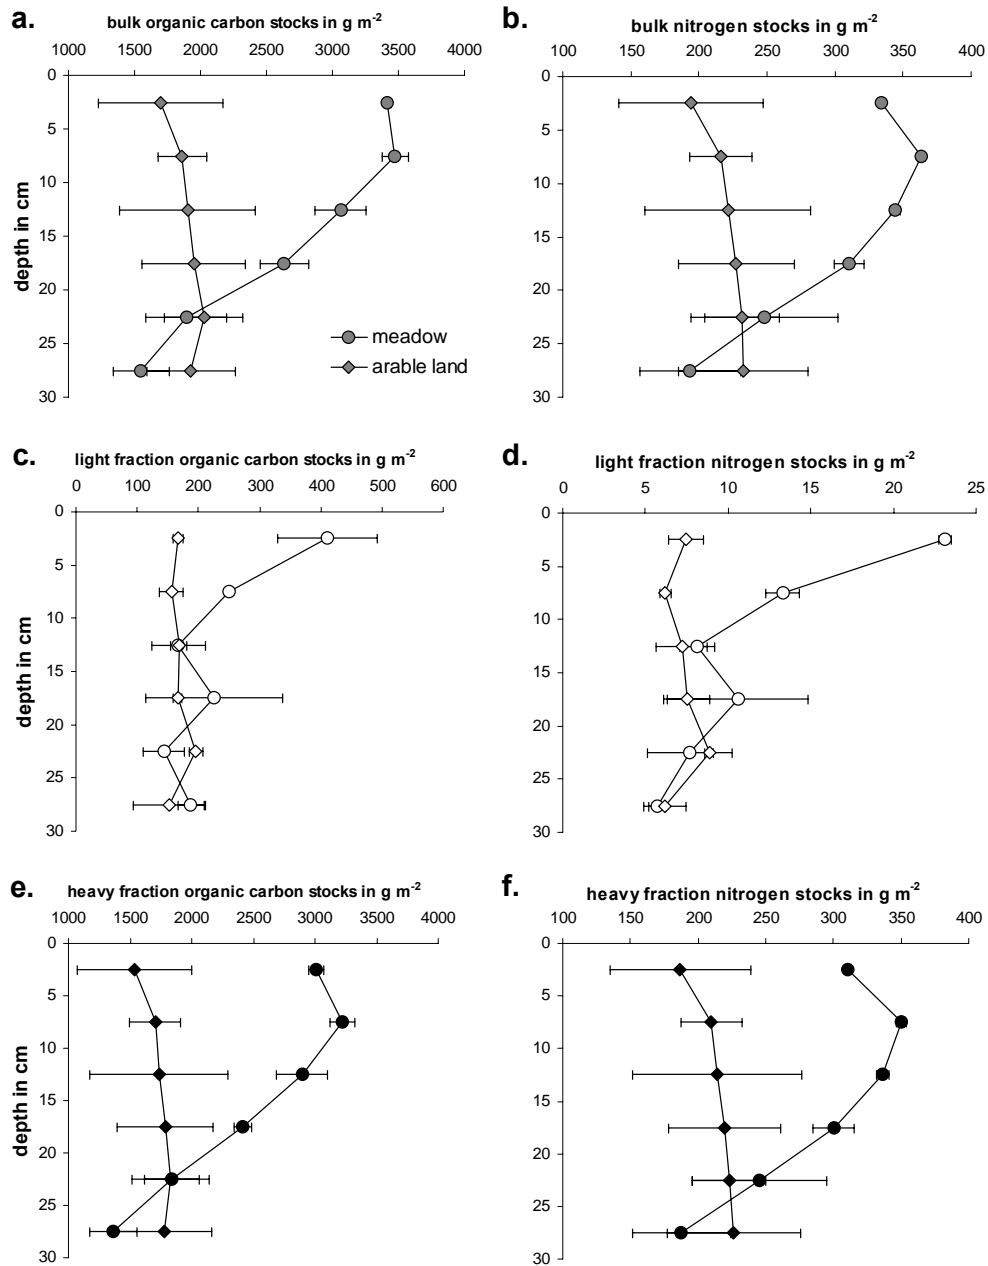 a.
bulk organic carbon stocks in g m-2
1000 1500 2000 2500 3000 3500 4000
0
5
10
15
20
25
30
depth in cm
meadow
arable land
b.
bulk nitrogen stocks in g m-2
100 150 200 250 300 350 400
0
5
10
15
20
25
30
c.
light fraction organic carbon stocks in g m-2
0 100 200 300 400 500 600
0
5
10
15
20
25
30
depth in cm
d.
light fraction nitrogen stocks in g m-2
0 5 10 15 20 25
0
5
10
15
20
25
30
e.
heavy fraction organic carbon stocks in g m-2
1000 1500 2000 2500 3000 3500 4000
0
5
10
15
20
25
30
depth in cm
f.
heavy fraction nitrogen stocks in g m-2
100 150 200 250 300 350 400
0
5
10
15
20
25
30